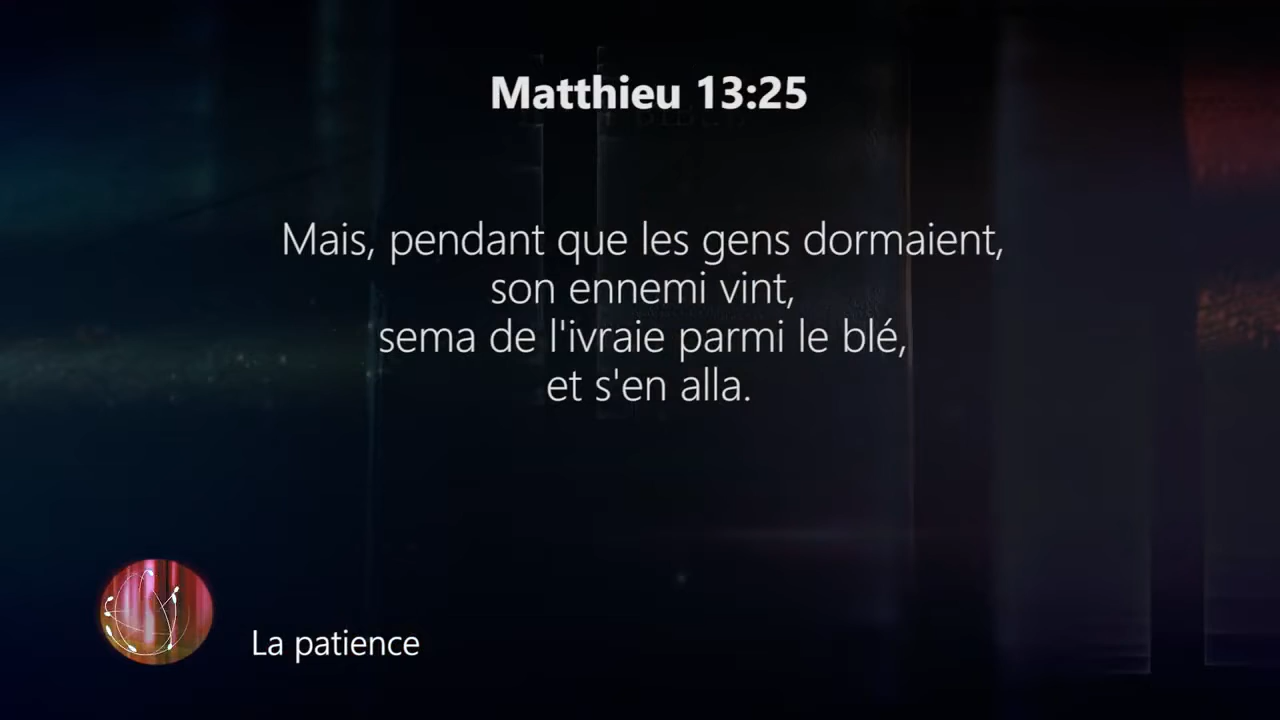 Matthieu 13:25
Mais, pendant que les gens dormaient,
son ennemi vint,
sema de l'ivraie parmi le blé,
et s'en alla.
La patience